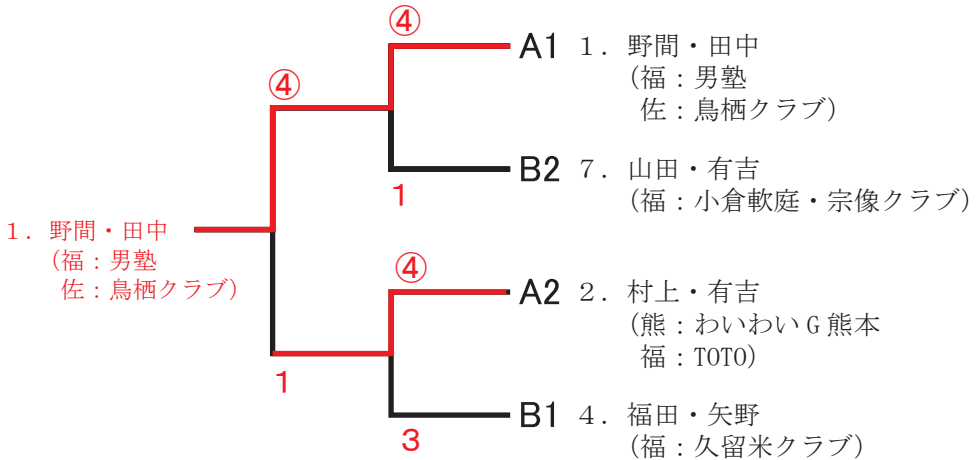 ④
A1 １．野間・田中
(福：男塾
佐：鳥栖クラブ)
④
B2 ７．山田・有吉
1
(福：小倉軟庭・宗像クラブ)
１．野間・田中
(福：男塾
佐：鳥栖クラブ)
④
A2 ２．村上・有吉
(熊：わいわいＧ熊本
福：TOTO)
1
B1 ４．福田・矢野
3
(福：久留米クラブ)